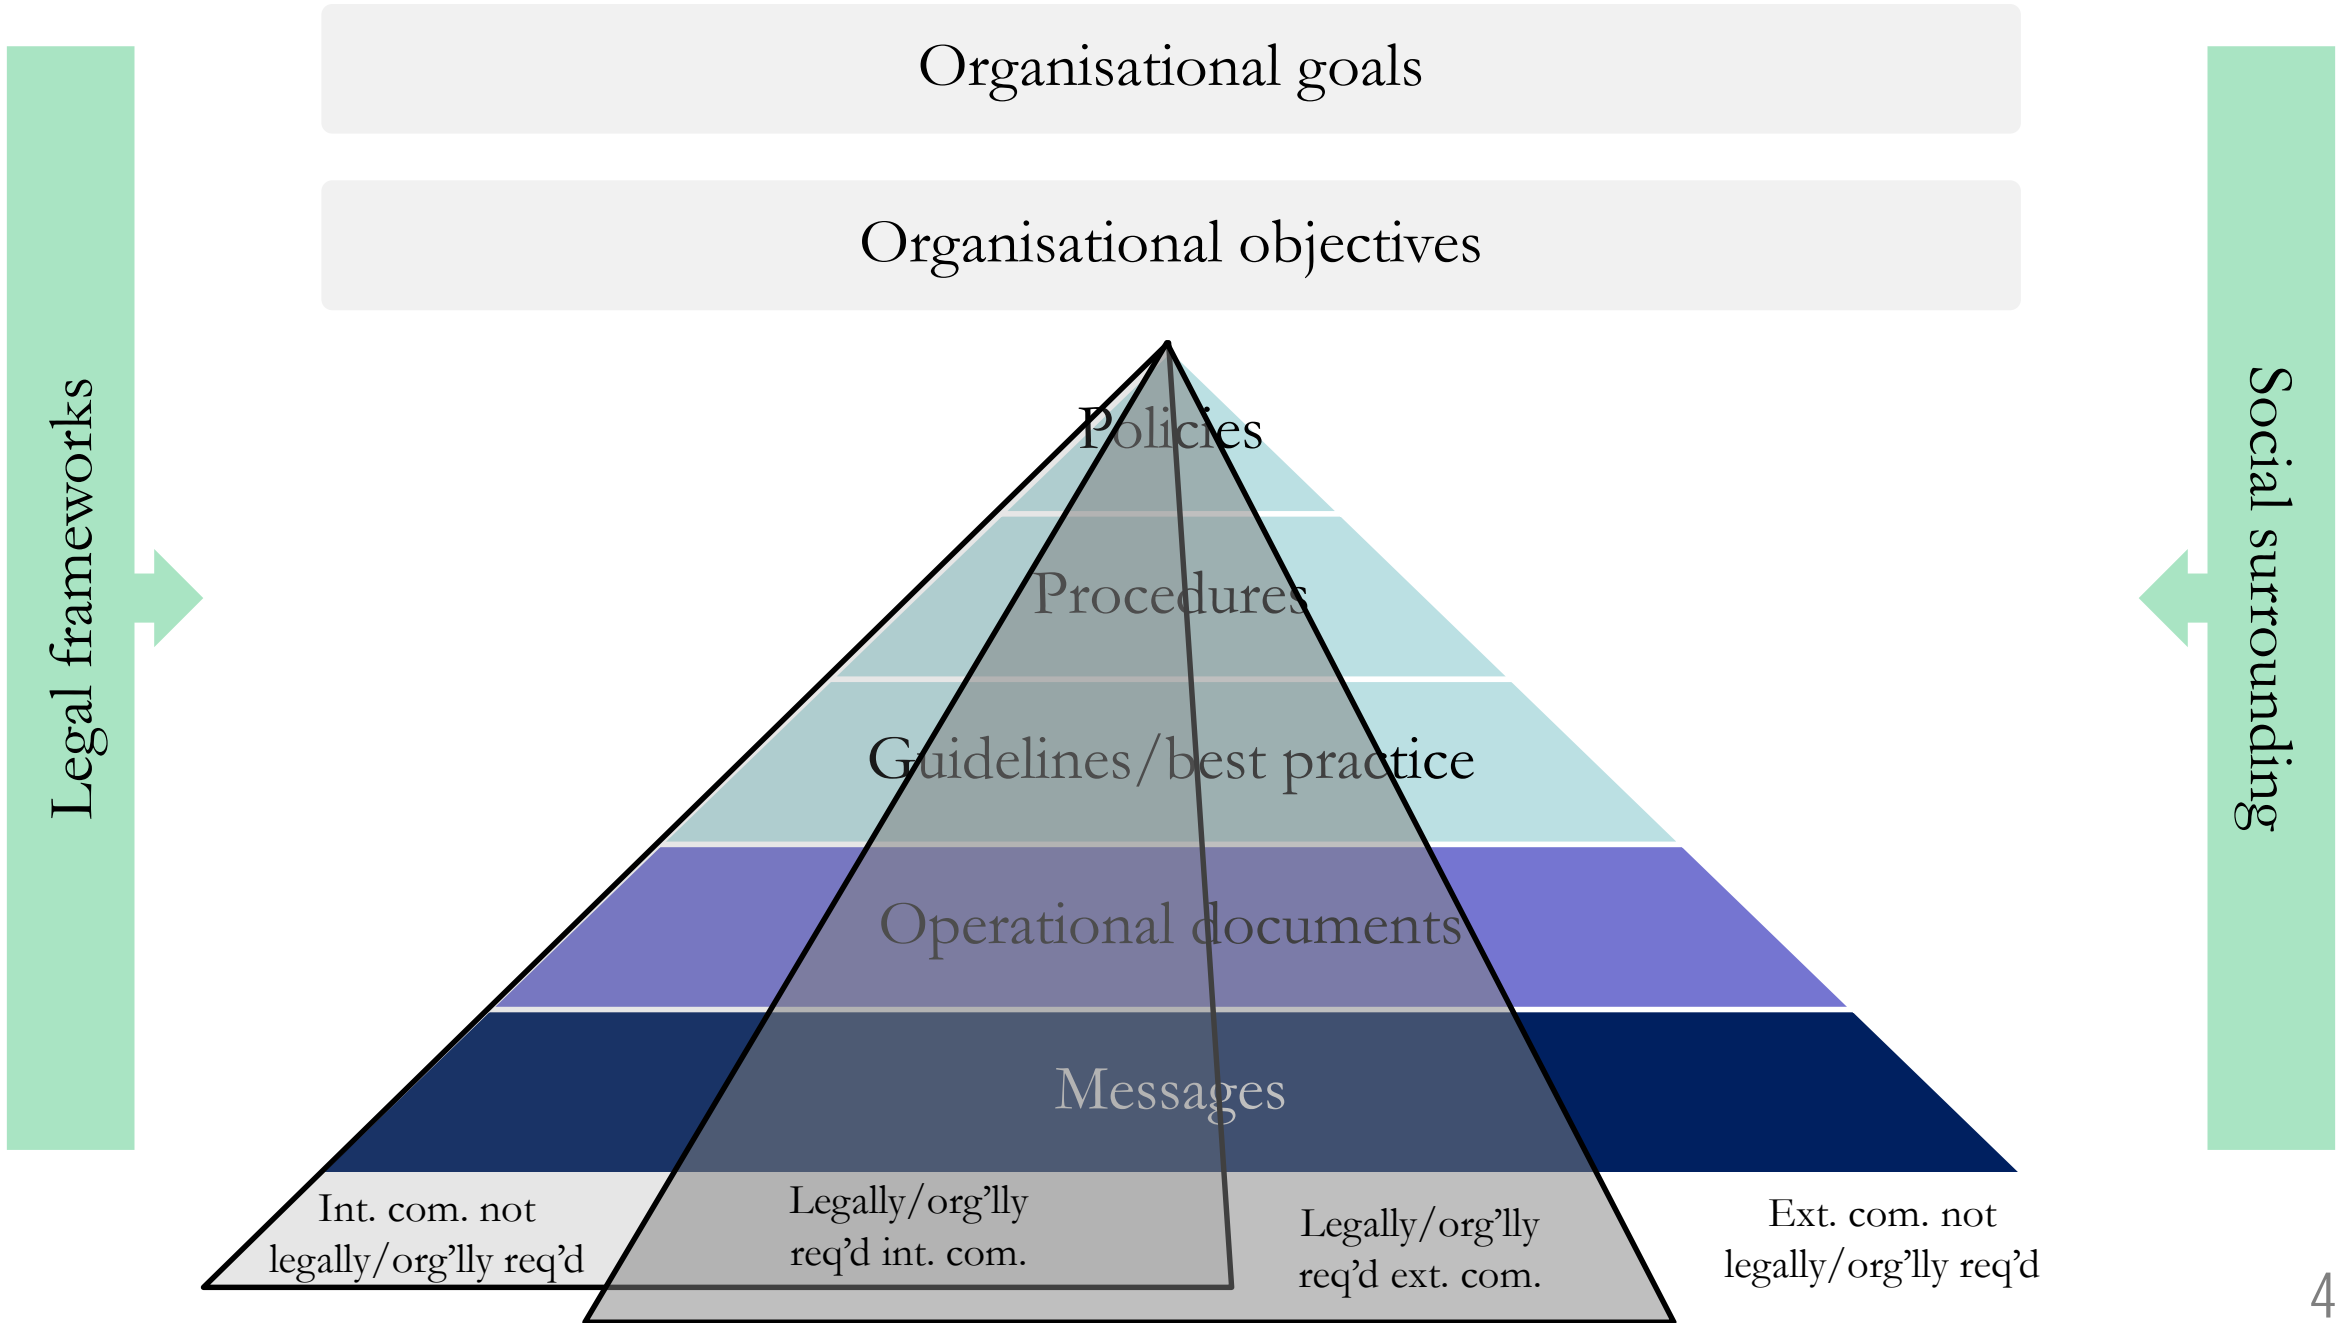 Organisational goals
Organisational objectives
Legal frameworks
Social surrounding
Policies
Procedures
Guidelines/best practice
Operational documents
Messages
Int. com. not
legally/org’lly req’d
Legally/org’lly
req’d int. com.
Legally/org’lly
req’d ext. com.
Ext. com. not
legally/org’lly req’d
4